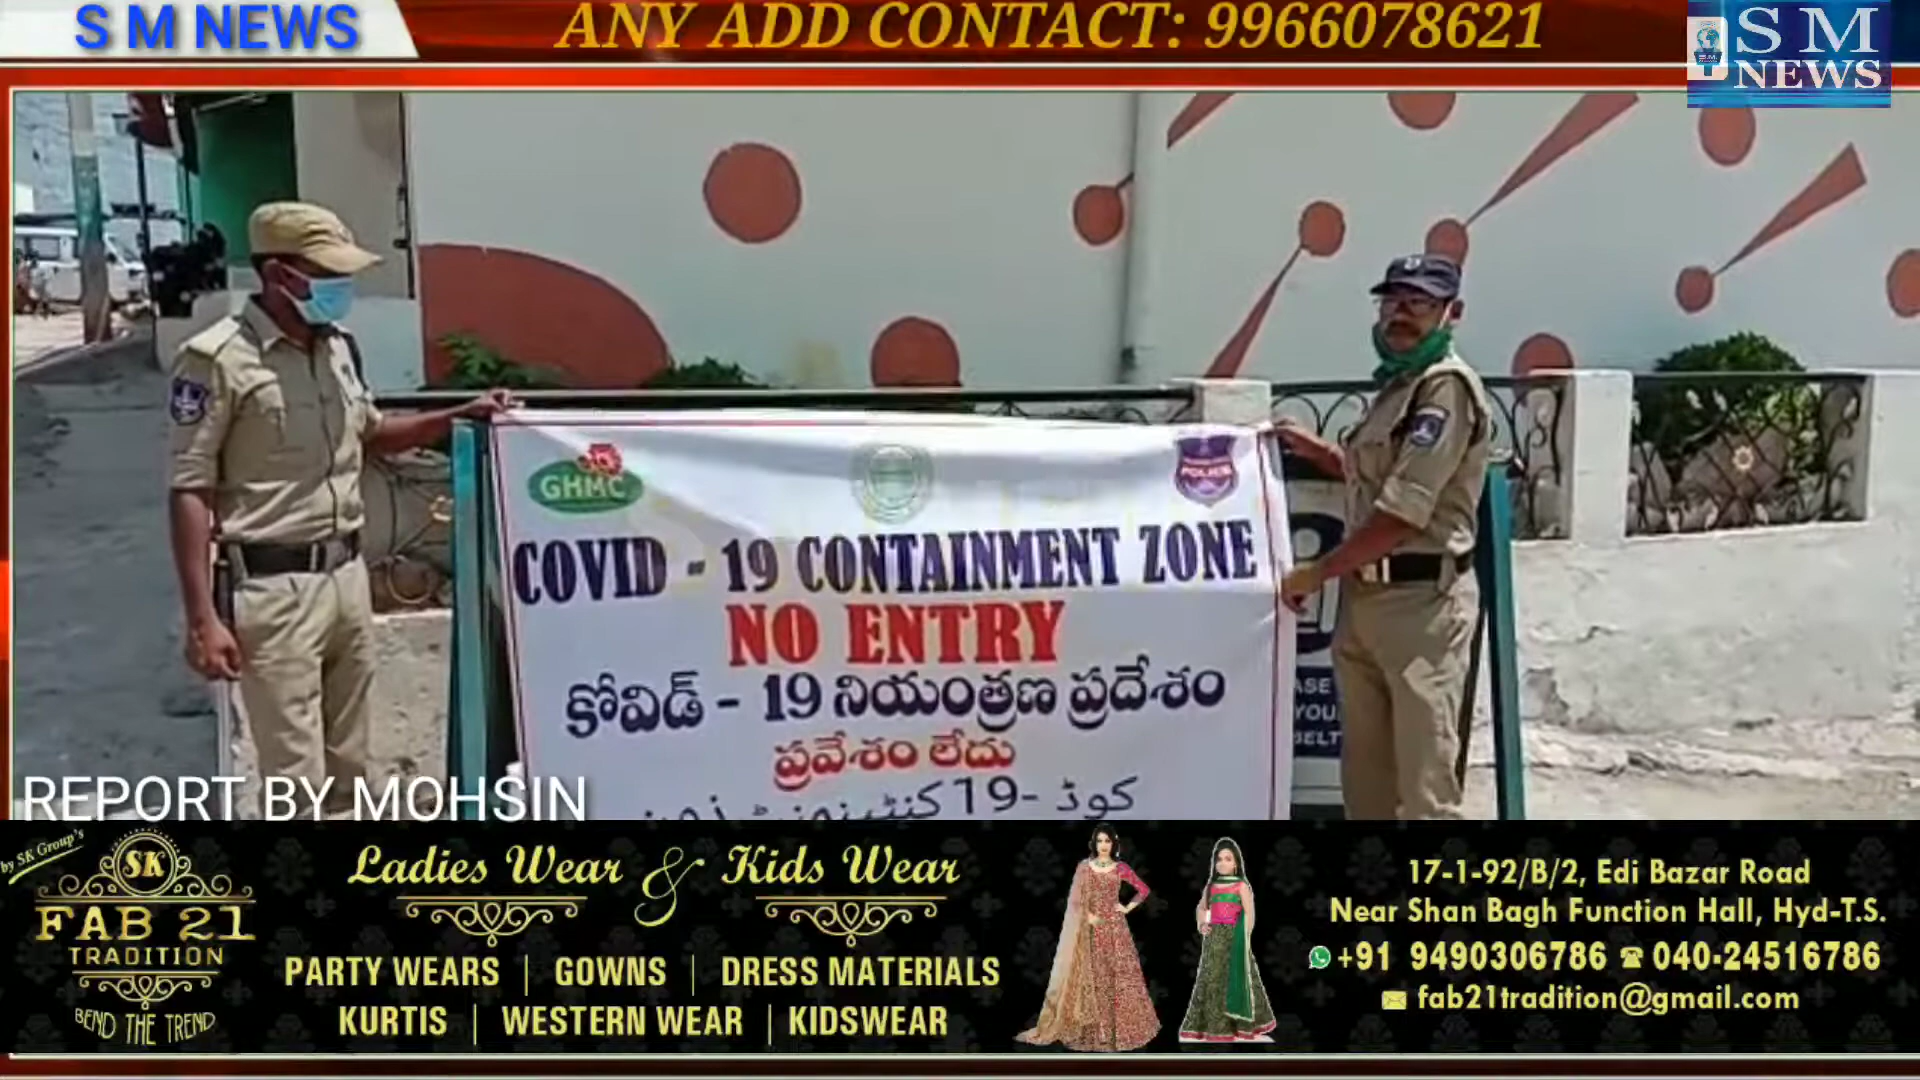 S M NEWS
ANY ADD CONTACT: 9966078621
S M
NEWS
GHMC
POLICE
COVID - 19 CONTAINMENT ZONE
NO ENTRY
కోవిడ్ - 19 నియంత్రణ ప్రదేశం
ప్రవేశం లేదు
REPORT BY MOHSIN
by SK Group's
SK
FAB 21
TRADITION
BEND THE TREND
Ladies Wear & Kids Wear
PARTY WEARS | GOWNS | DRESS MATERIALS
KURTIS | WESTERN WEAR | KIDSWEAR
17-1-92/B/2, Edi Bazar Road
Near Shan Bagh Function Hall, Hyd-T.S.
+91 9490306786 040-24516786
fab21tradition@gmail.com